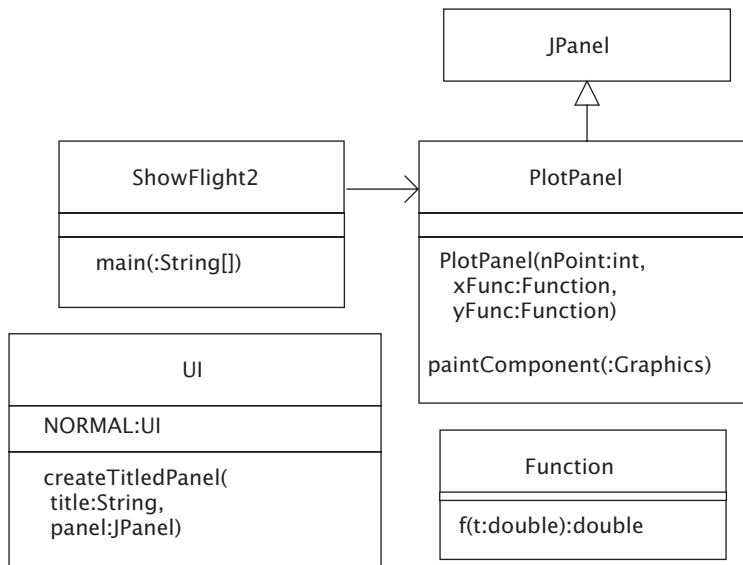 JPanel
ShowFlight2
main(:String[])
PlotPanel
PlotPanel(nPoint:int,
xFunc:Function,
yFunc:Function)
paintComponent(:Graphics)
UI
NORMAL:UI
createTitledPanel(
title:String,
panel:JPanel)
Function
f(t:double):double